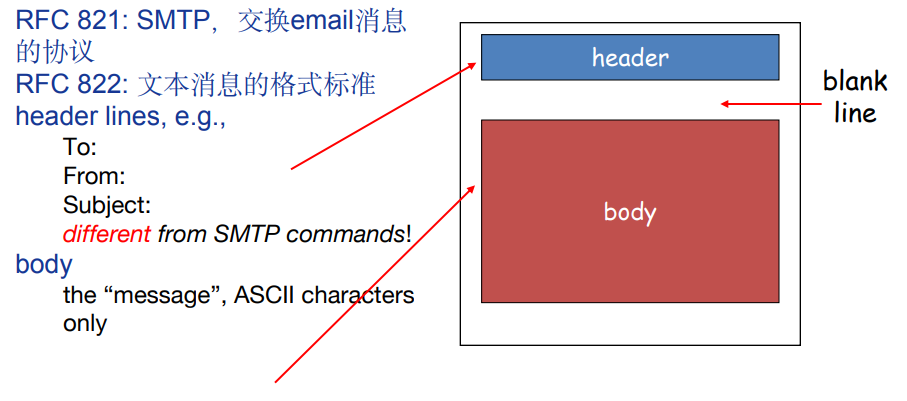 RFC 821: SMTP，交换email消息
的协议
RFC 822: 文本消息的格式标准
header lines, e.g.,
To:
From:
Subject:
different from SMTP commands!
body
the “message”, ASCII characters
only
header
blank
line
body